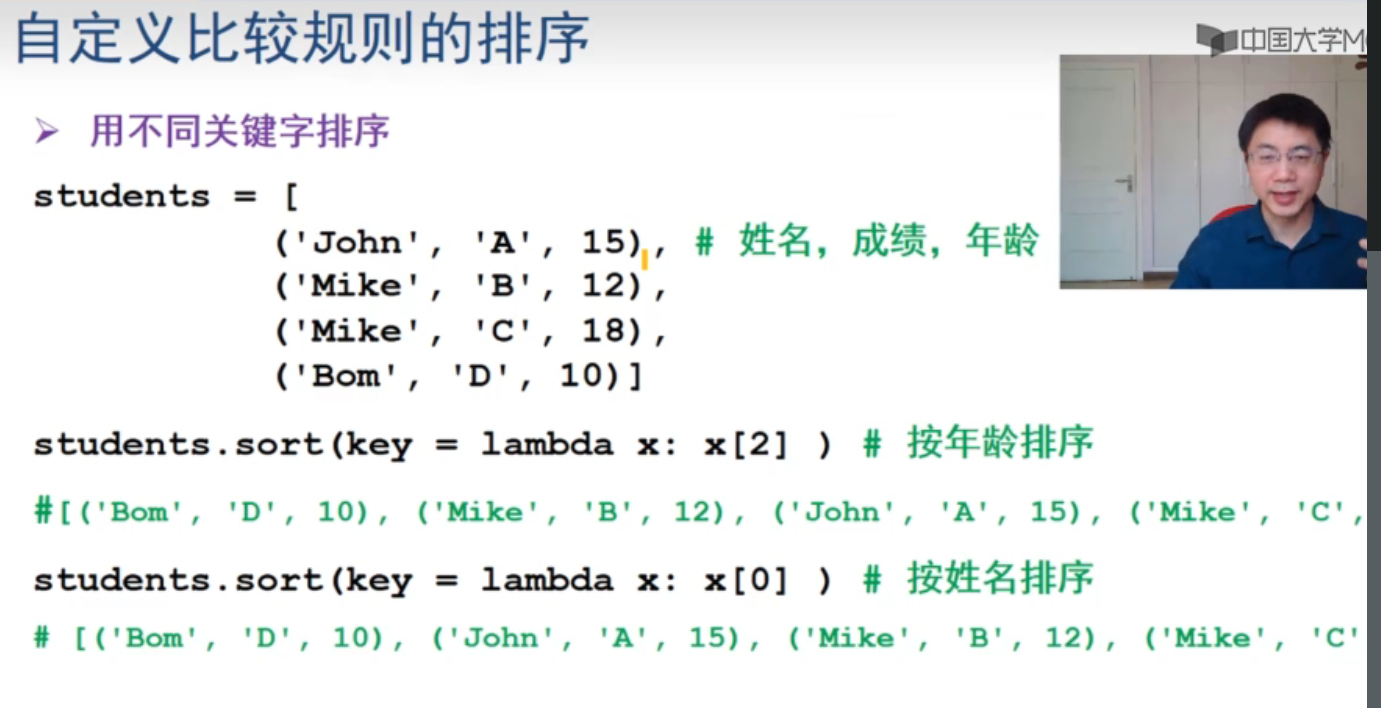 自定义比较规则的排序
中国大学M
➢ 用不同关键字排序
students = [
('John', 'A', 15), # 姓名，成绩，年龄
('Mike', 'B', 12),
('Mike', 'C', 18),
('Bom', 'D', 10)]
students.sort(key = lambda x: x[2] ) # 按年龄排序
#[('Bom', 'D', 10), ('Mike', 'B', 12), ('John', 'A', 15), ('Mike', 'C',
students.sort(key = lambda x: x[0] ) # 按姓名排序
# [('Bom', 'D', 10), ('John', 'A', 15), ('Mike', 'B', 12), ('Mike', 'C'